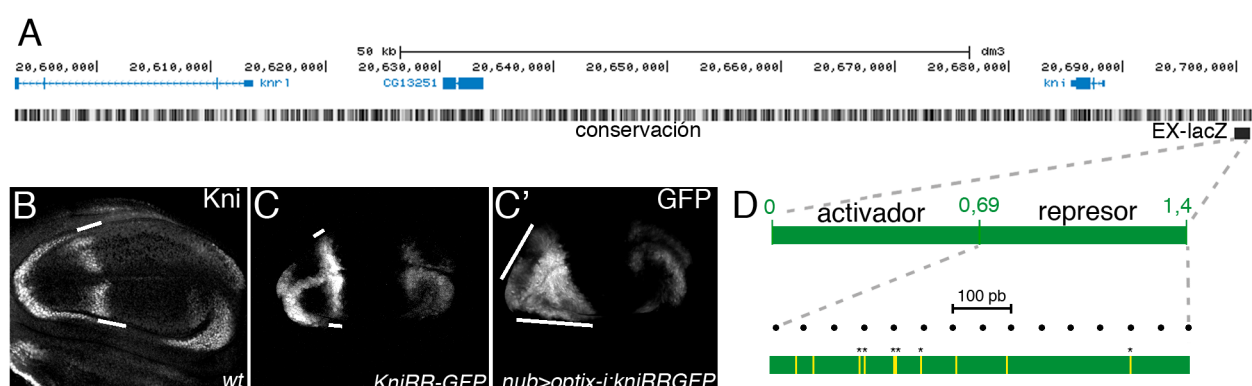 A
50 kb dm3
20,600,000 20,610,000 20,620,000 20,630,000 20,640,000 20,650,000 20,660,000 20,670,000 20,680,000 20,690,000 20,700,000
knrl CG13251 kni
conservación
EX-lacZ
B Kni
wt
C
KniRR-GFP
C' GFP
nub>optix-i;kniRRGFP
D 0 activador 0,69 represor 1,4
100 pb
** ** * *